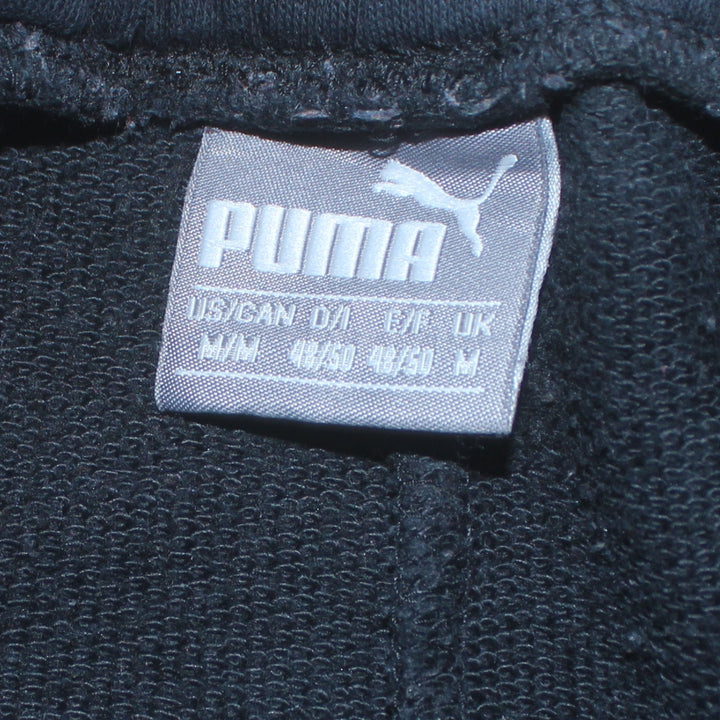 PUMA
US/CAN D/I E/F UK
M/M 48/50 48/50 M